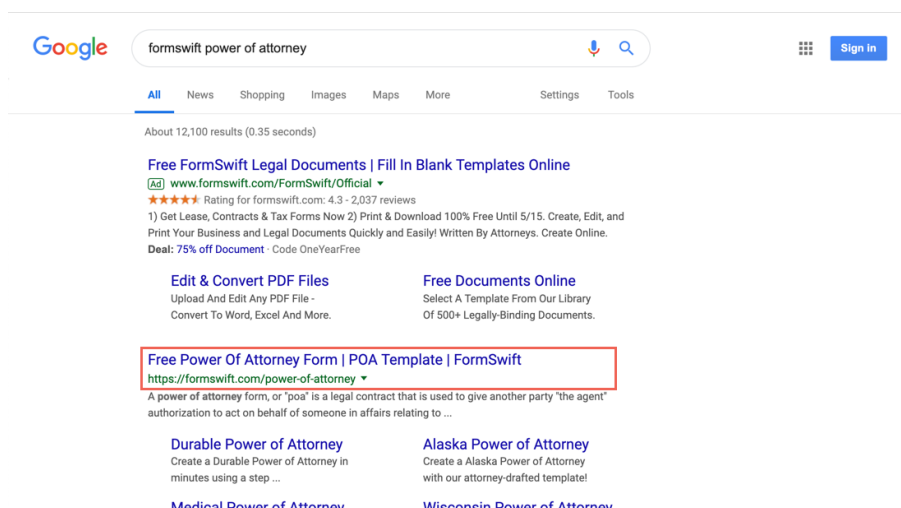 Google
formswift power of attorney
Sign in
All News Shopping Images Maps More Settings Tools
About 12,100 results (0.35 seconds)
Free FormSwift Legal Documents | Fill In Blank Templates Online
Ad www.formswift.com/FormSwift/Official
Rating for formswift.com: 4.3 - 2,037 reviews
1) Get Lease, Contracts & Tax Forms Now 2) Print & Download 100% Free Until 5/15. Create, Edit, and
Print Your Business and Legal Documents Quickly and Easily! Written By Attorneys. Create Online.
Deal: 75% off Document · Code OneYearFree
Edit & Convert PDF Files
Upload And Edit Any PDF File -
Convert To Word, Excel And More.
Free Documents Online
Select A Template From Our Library
Of 500+ Legally-Binding Documents.
Free Power Of Attorney Form | POA Template | FormSwift
https://formswift.com/power-of-attorney
A power of attorney form, or "poa" is a legal contract that is used to give another party "the agent"
authorization to act on behalf of someone in affairs relating to ...
Durable Power of Attorney
Create a Durable Power of Attorney in
minutes using a step ...
Alaska Power of Attorney
Create a Alaska Power of Attorney
with our attorney-drafted template!
Medical Power of Attorney
Wisconsin Power of Attorney